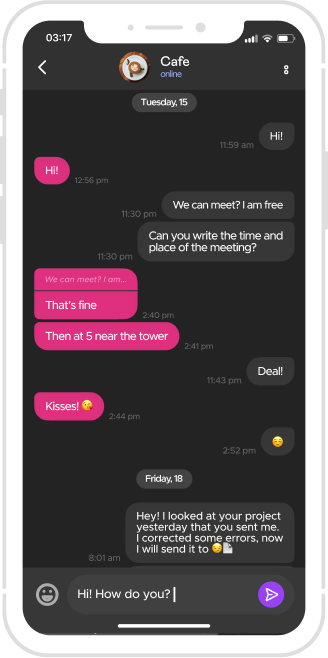 03:17
Cafe
online
Tuesday, 15
Hi!
11:59 am
Hi!
12:56 pm
We can meet? I am free
11:30 pm
Can you write the time and
place of the meeting?
11:30 pm
We can meet? I am...
That's fine
2:40 pm
Then at 5 near the tower
2:41 pm
Deal!
11:43 pm
Kisses! 😘
2:44 pm
☺️
2:52 pm
Friday, 18
Hey! I looked at your project
yesterday that you sent me.
I corrected some errors, now
I will send it to 😏📄
8:01 am
Hi! How do you?